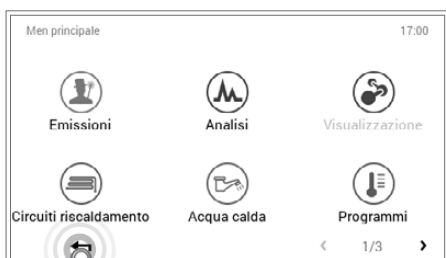 Men principale 17:00
Emissioni Analisi Visualizzazione
Circuiti riscaldamento Acqua calda Programmi
1/3